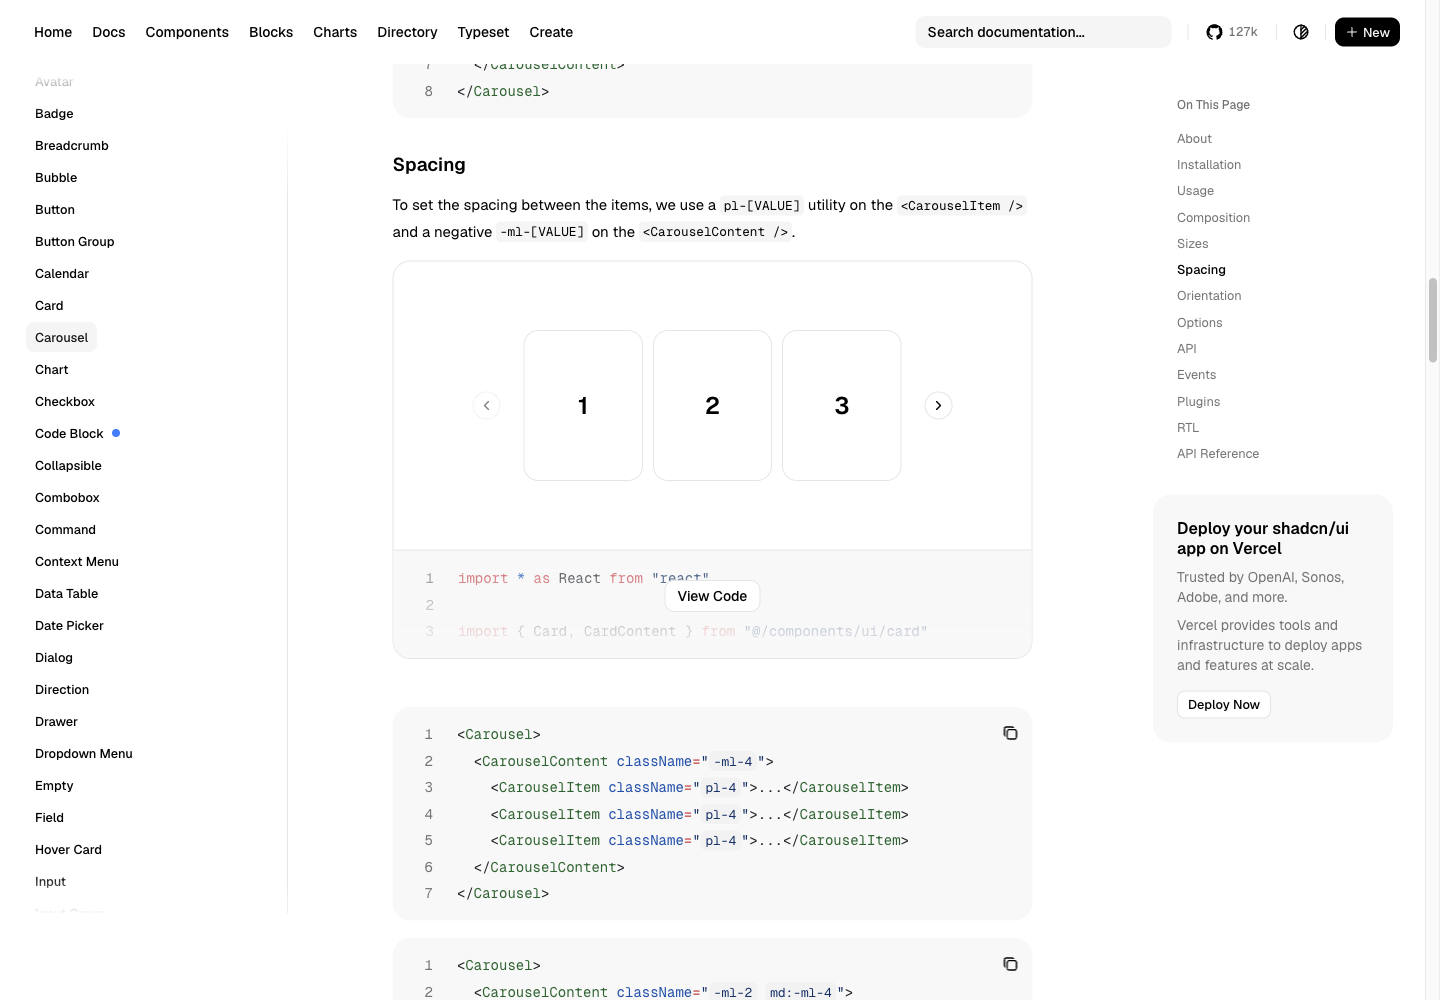 Home Docs Components Blocks Charts Directory Typeset Create
Search documentation...
127k
New
Avatar
Badge
Breadcrumb
Bubble
Button
Button Group
Calendar
Card
Carousel
Chart
Checkbox
Code Block
Collapsible
Combobox
Command
Context Menu
Data Table
Date Picker
Dialog
Direction
Drawer
Dropdown Menu
Empty
Field
Hover Card
Input
Input Group
7 </CarouselContent>
8 </Carousel>
Spacing
To set the spacing between the items, we use a pl-[VALUE] utility on the <CarouselItem />
and a negative -ml-[VALUE] on the <CarouselContent />.
1 2 3
1 import * as React from "react"
View Code
2
3 import { Card, CardContent } from "@/components/ui/card"
1 <Carousel>
2 <CarouselContent className="-ml-4">
3 <CarouselItem className="pl-4">...</CarouselItem>
4 <CarouselItem className="pl-4">...</CarouselItem>
5 <CarouselItem className="pl-4">...</CarouselItem>
6 </CarouselContent>
7 </Carousel>
1 <Carousel>
2 <CarouselContent className="-ml-2 md:-ml-4">
On This Page
About
Installation
Usage
Composition
Sizes
Spacing
Orientation
Options
API
Events
Plugins
RTL
API Reference
Deploy your shadcn/ui
app on Vercel
Trusted by OpenAI, Sonos,
Adobe, and more.
Vercel provides tools and
infrastructure to deploy apps
and features at scale.
Deploy Now